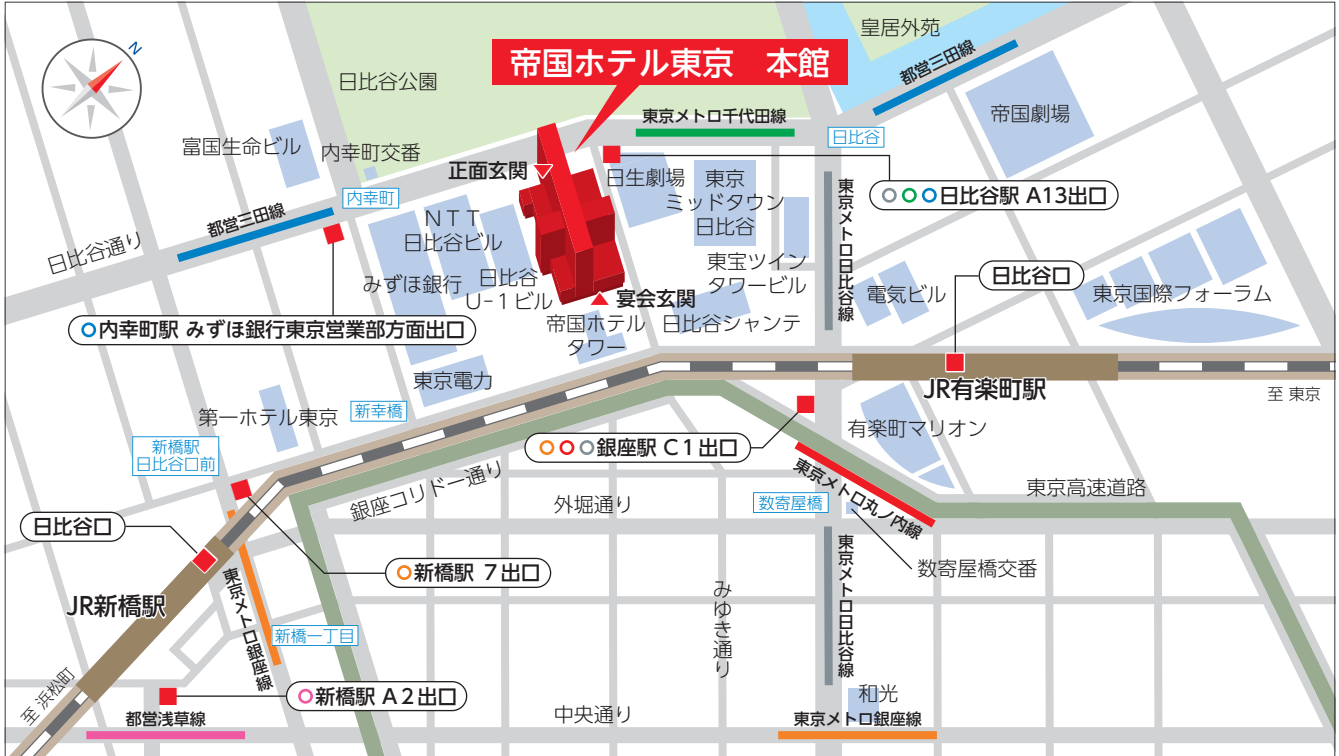 N
日比谷公園
帝国ホテル東京　本館
皇居外苑
都営三田線
東京メトロ千代田線
帝国劇場
日比谷
富国生命ビル
内幸町交番
正面玄関
日生劇場
東京
ミッドタウン
日比谷
東京メトロ日比谷線
日比谷駅 A13出口
内幸町
都営三田線
日比谷通り
NTT
日比谷ビル
みずほ銀行
日比谷
U-1ビル
宴会玄関
東宝ツイン
タワービル
電気ビル
日比谷口
東京国際フォーラム
内幸町駅 みずほ銀行東京営業部方面出口
帝国ホテル
タワー
日比谷シャンテ
東京電力
JR有楽町駅
至 東京
第一ホテル東京
新幸橋
有楽町マリオン
新橋駅
日比谷口前
銀座駅 C1出口
銀座コリドー通り
外堀通り
数寄屋橋
東京メトロ丸ノ内線
東京高速道路
日比谷口
新橋駅 7出口
数寄屋橋交番
JR新橋駅
東京メトロ銀座線
みゆき通り
東京メトロ日比谷線
新橋一丁目
至 浜松町
新橋駅 A2出口
都営浅草線
中央通り
和光
東京メトロ銀座線